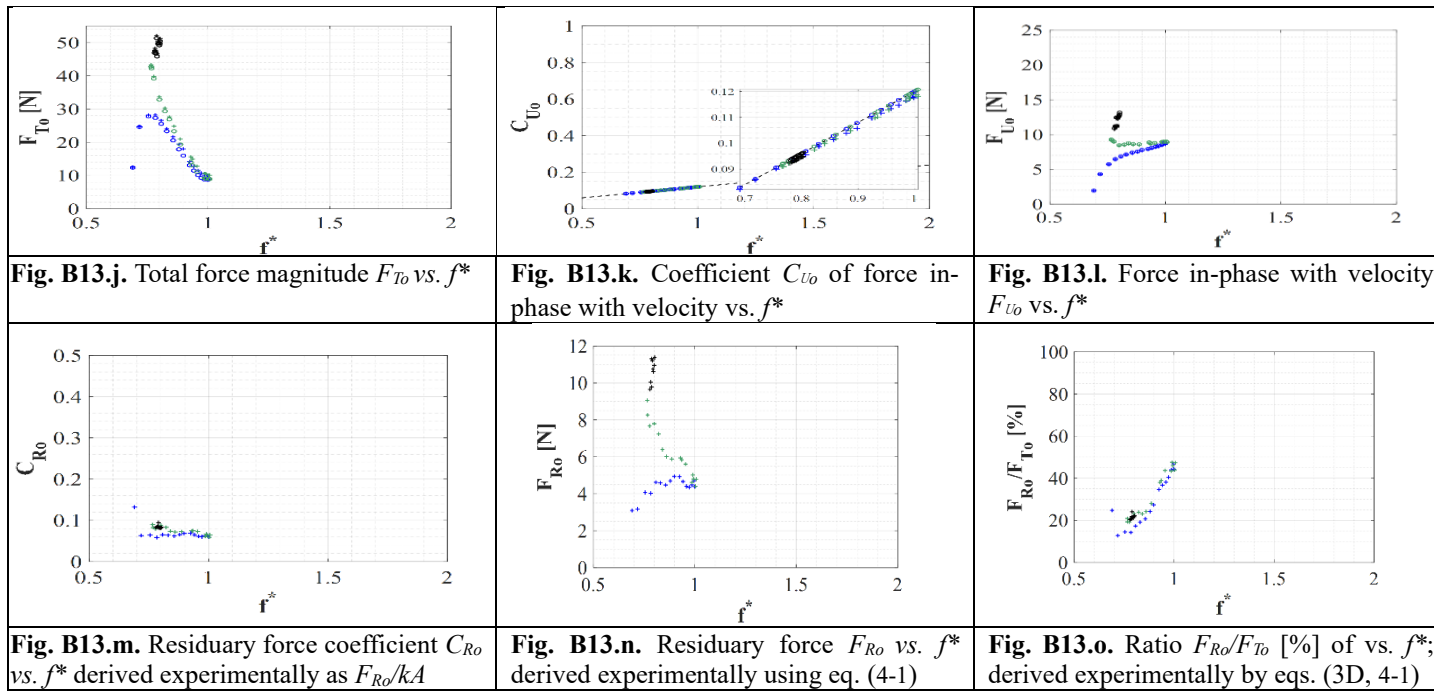 50
40
30
20
10
0
F_To [N]
0.5 1 1.5 2
f*
1
0.8
0.6
0.4
0.2
0
C_Uo
0.5 1 1.5 2
f*
0.12
0.11
0.1
0.09
0.7 0.8 0.9 1
25
20
15
10
5
0
F_Uo [N]
0.5 1 1.5 2
f*
Fig. B13.j. Total force magnitude F_To vs. f*
Fig. B13.k. Coefficient C_Uo of force in-
phase with velocity vs. f*
Fig. B13.l. Force in-phase with velocity
F_Uo vs. f*
0.5
0.4
0.3
0.2
0.1
0
C_Ro
0.5 1 1.5 2
f*
12
10
8
6
4
2
0
F_Ro [N]
0.5 1 1.5 2
f*
100
80
60
40
20
0
F_Ro/F_To [%]
0.5 1 1.5 2
f*
Fig. B13.m. Residuary force coefficient C_Ro
vs. f* derived experimentally as F_Ro/kA
Fig. B13.n. Residuary force F_Ro vs. f*
derived experimentally using eq. (4-1)
Fig. B13.o. Ratio F_Ro/F_To [%] of vs. f*;
derived experimentally by eqs. (3D, 4-1)